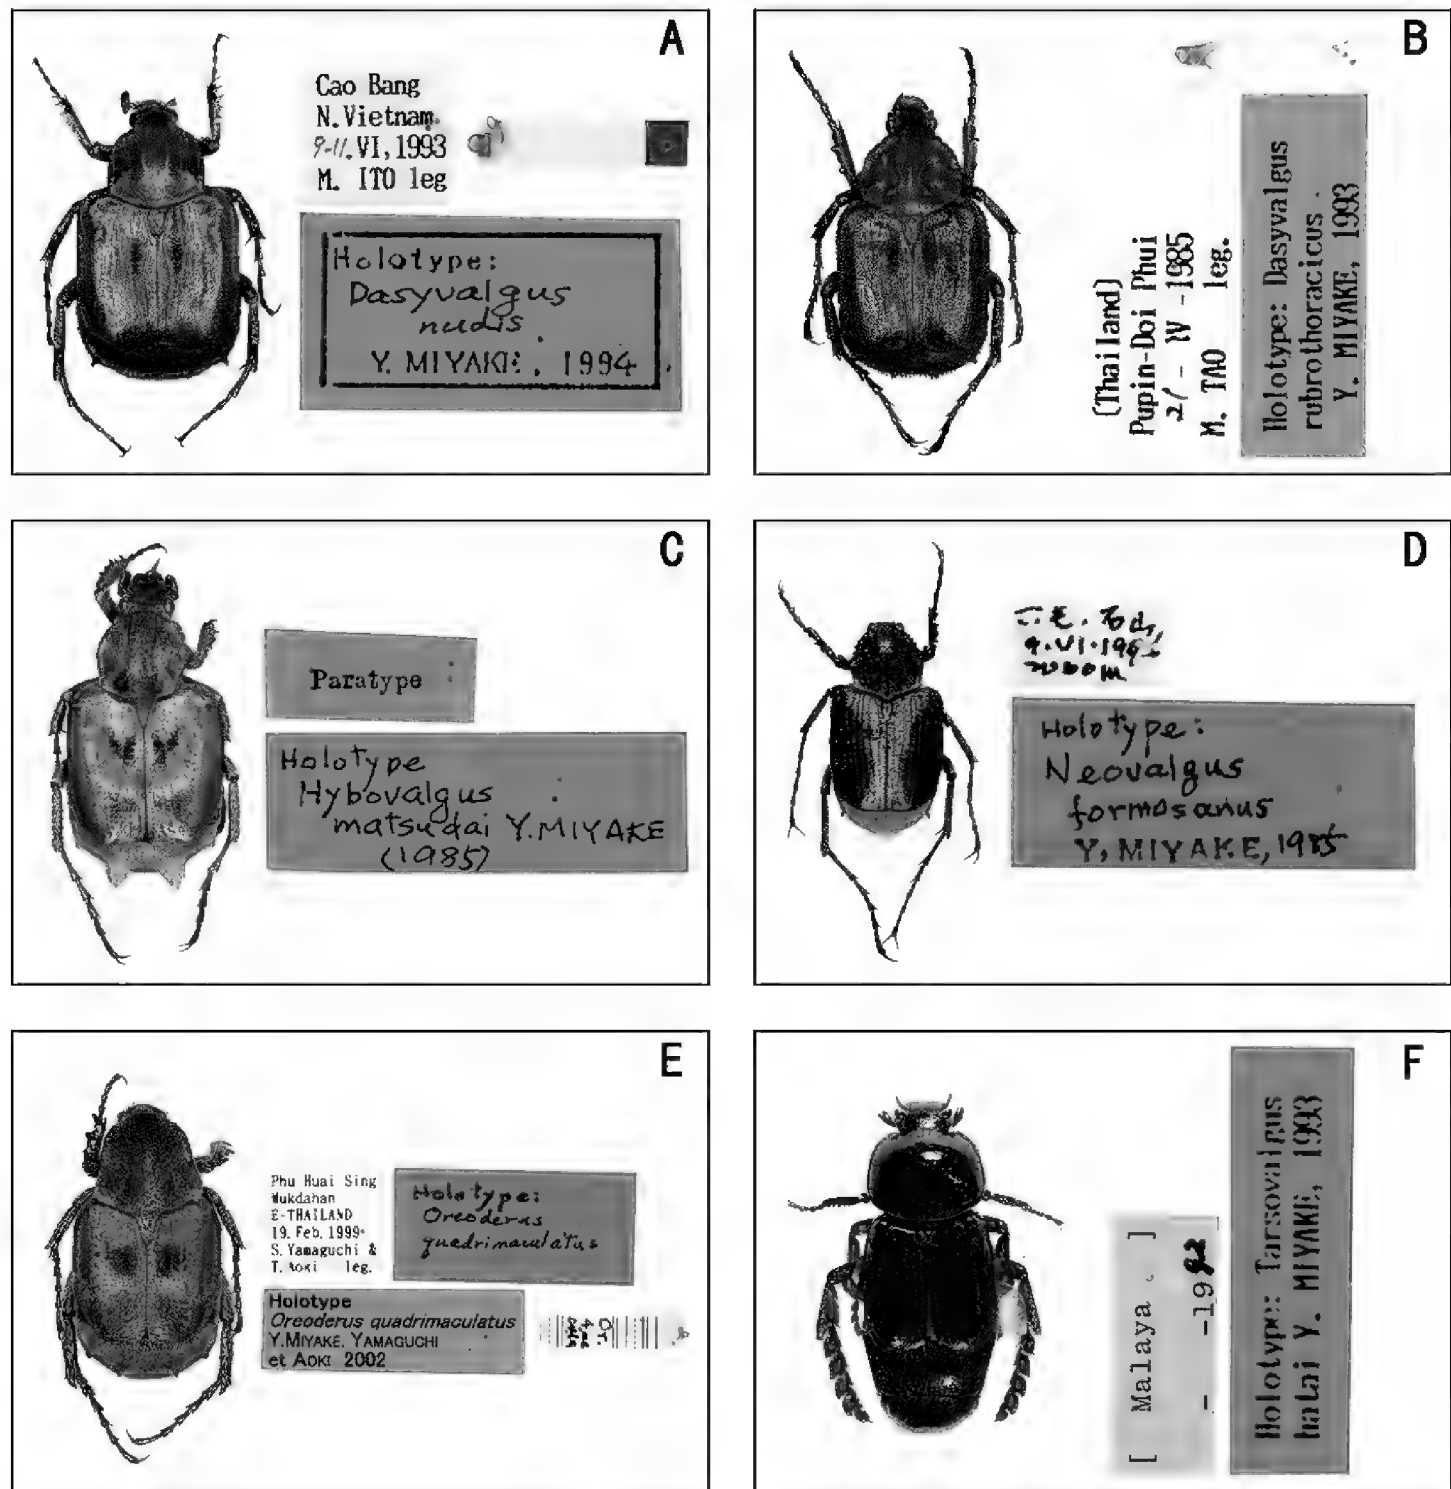 A
Cao Bang
N.Vietnam.
9-11.VI,1993
M. ITO leg
Holotype:
Dasyvalgus
nudis
Y. MIYAKE, 1994
B
(Thailand)
Pupin-Doi Phui
21- IV -1985
M. TAO leg.
Holotype: Dasyvalgus
rubrothoracicus
Y. MIYAKE, 1993
C
Paratype
Holotype
Hybovalgus
matsudai Y.MIYAKE
(1985)
D
Holotype:
Neovalgus
formosanus
Y, MIYAKE, 1985
E
Phu Huai Sing
Mukdahan
E-THAILAND
19. Feb. 1999
S. Yamaguchi &
T. Aoki leg.
Holotype:
Oreoderus
quadrimaculatus
Holotype
Oreoderus quadrimaculatus
Y.MIYAKE, YAMAGUCHI
et AOKI 2002
F
[ Malaya ]
- -1982
Holotype: Tarsovalgus
hatai Y. MIYAKE, 1993